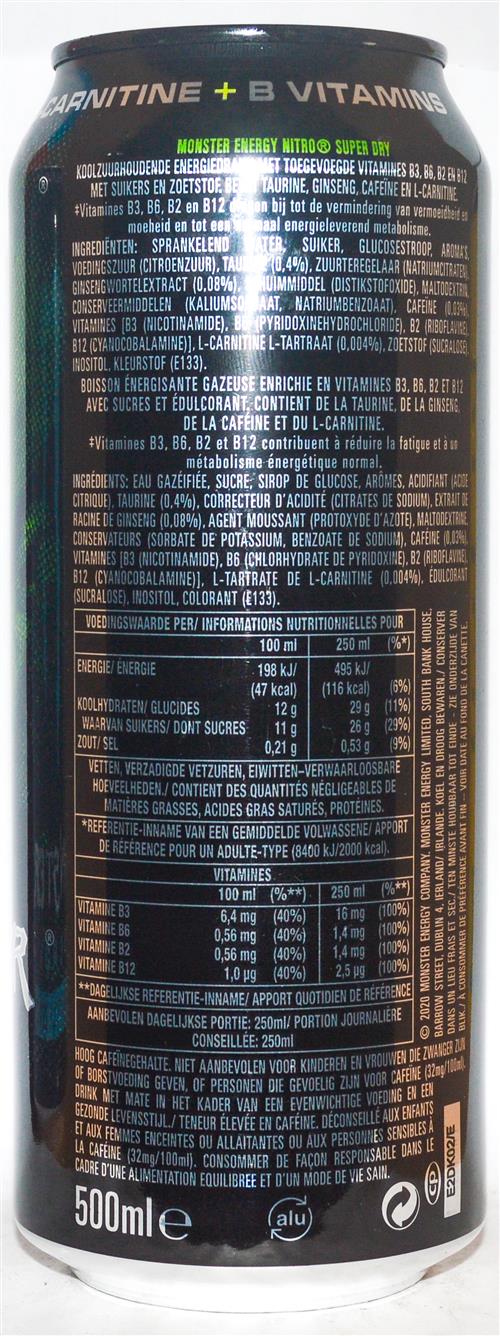 CARNITINE + B VITAMINS
MONSTER ENERGY NITRO® SUPER DRY
KOOLZUURHOUDENDE MET TOEGEVOEGDE VITAMINES B3, B6, B2 EN B12
MET SUIKERS EN ZOETSTOF. TAURINE, GINSENG, CAFEÏNE EN L-CARNITINE.
‡Vitamines B3, B6, B2 en B12 bij tot de vermindering van vermoeidheid en
moeheid en tot een energieleverend metabolisme.
INGREDIËNTEN: SPRANKELEND SUIKER, GLUCOSESTROOP, AROMA'S,
VOEDINGSZUUR (CITROENZUUR), (0,4%), ZUURTEREGELAAR (NATRIUMCITRATEN),
GINSENGWORTELEXTRACT (0,08%), (DISTIKSTOFOXIDE), MALTODEXTRIN,
CONSERVEERMIDDELEN NATRIUMBENZOAAT), CAFEÏNE (0,03%),
VITAMINES [B3 (NICOTINAMIDE), B6 (PYRIDOXINEHYDROCHLORIDE), B2 (RIBOFLAVINE),
B12 (CYANOCOBALAMINE)], L-CARNITINE L-TARTRAAT (0,004%), ZOETSTOF (SUCRALOSE),
INOSITOL, KLEURSTOF (E133).
BOISSON ÉNERGISANTE GAZEUSE ENRICHIE EN VITAMINES B3, B6, B2 ET B12
AVEC SUCRES ET ÉDULCORANT. CONTIENT DE LA TAURINE, DE LA GINSENG,
DE LA CAFÉINE ET DU L-CARNITINE.
‡Vitamines B3, B6, B2 et B12 contribuent à réduire la fatigue et à un
métabolisme énergétique normal.
INGRÉDIENTS: EAU GAZÉIFIÉE, SUCRE, SIROP DE GLUCOSE, ARÔMES, ACIDIFIANT (ACIDE
CITRIQUE), TAURINE (0,4%), CORRECTEUR D'ACIDITÉ (CITRATES DE SODIUM), EXTRAIT DE
RACINE DE GINSENG (0,08%), AGENT MOUSSANT (PROTOXYDE D'AZOTE), MALTODEXTRINE,
CONSERVATEURS (SORBATE DE POTASSIUM, BENZOATE DE SODIUM), CAFÉINE (0.03%),
VITAMINES [B3 (NICOTINAMIDE), B6 (CHLORHYDRATE DE PYRIDOXINE), B2 (RIBOFLAVINE),
B12 (CYANOCOBALAMINE)], L-TARTRATE DE L-CARNITINE (0.004%), ÉDULCORANT
(SUCRALOSE), INOSITOL, COLORANT (E133).
VOEDINGSWAARDE PER/ INFORMATIONS NUTRITIONNELLES POUR
100 ml 250 ml (%*)
ENERGIE/ ÉNERGIE 198 kJ/ 495 kJ/
(47 kcal) (116 kcal) (6%)
KOOLHYDRATEN/ GLUCIDES 12 g 29 g (11%)
WAARVAN SUIKERS/ DONT SUCRES 11 g 26 g (29%)
ZOUT/ SEL 0,21 g 0,53 g (9%)
VETTEN, VERZADIGDE VETZUREN, EIWITTEN–VERWAARLOOSBARE
HOEVEELHEDEN./ CONTIENT DES QUANTITÉS NÉGLIGEABLES DE
MATIÈRES GRASSES, ACIDES GRAS SATURÉS, PROTÉINES.
*REFERENTIE-INNAME VAN EEN GEMIDDELDE VOLWASSENE/ APPORT
DE RÉFÉRENCE POUR UN ADULTE-TYPE (8400 kJ/2000 kcal).
VITAMINES
100 ml (%**) 250 ml (%**)
VITAMINE B3 6,4 mg (40%) 16 mg (100%)
VITAMINE B6 0,56 mg (40%) 1,4 mg (100%)
VITAMINE B2 0,56 mg (40%) 1,4 mg (100%)
VITAMINE B12 1,0 µg (40%) 2,5 µg (100%)
**DAGELIJKSE REFERENTIE-INNAME/ APPORT QUOTIDIEN DE RÉFÉRENCE
AANBEVOLEN DAGELIJKSE PORTIE: 250ml/ PORTION JOURNALIÈRE
CONSEILLÉE: 250ml
© 2020 MONSTER ENERGY COMPANY. MONSTER ENERGY LIMITED, SOUTH BANK HOUSE,
BARROW STREET, DUBLIN 4, IERLAND/ IRLANDE. KOEL EN DROOG BEWAREN./ CONSERVER
DANS UN LIEU FRAIS ET SEC./ TEN MINSTE HOUDBAAR TOT EINDE - ZIE ONDERZIJDE VAN
BLIK./ À CONSOMMER DE PRÉFÉRENCE AVANT FIN – VOIR DATE AU FOND DE LA CANETTE.
HOOG CAFEÏNEGEHALTE. NIET AANBEVOLEN VOOR KINDEREN EN VROUWEN DIE ZWANGER ZIJN
OF BORSTVOEDING GEVEN, OF PERSONEN DIE GEVOELIG ZIJN VOOR CAFEÏNE (32mg/100ml).
DRINK MET MATE IN HET KADER VAN EEN EVENWICHTIGE VOEDING EN EEN
GEZONDE LEVENSSTIJL./ TENEUR ÉLEVÉE EN CAFÉINE. DÉCONSEILLÉ AUX ENFANTS
ET AUX FEMMES ENCEINTES OU ALLAITANTES OU AUX PERSONNES SENSIBLES À
LA CAFÉINE (32mg/100ml). CONSOMMER DE FAÇON RESPONSABLE DANS LE
CADRE D'UNE ALIMENTATION EQUILIBREE ET D'UN MODE DE VIE SAIN.
E2DK02/E
500ml e
alu